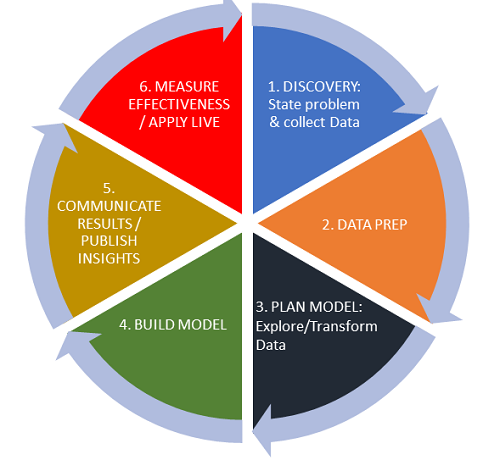 1. DISCOVERY:
State problem
& collect Data
2. DATA PREP
3. PLAN MODEL:
Explore/Transform
Data
4. BUILD MODEL
5.
COMMUNICATE
RESULTS /
PUBLISH
INSIGHTS
6. MEASURE
EFFECTIVENESS
/ APPLY LIVE